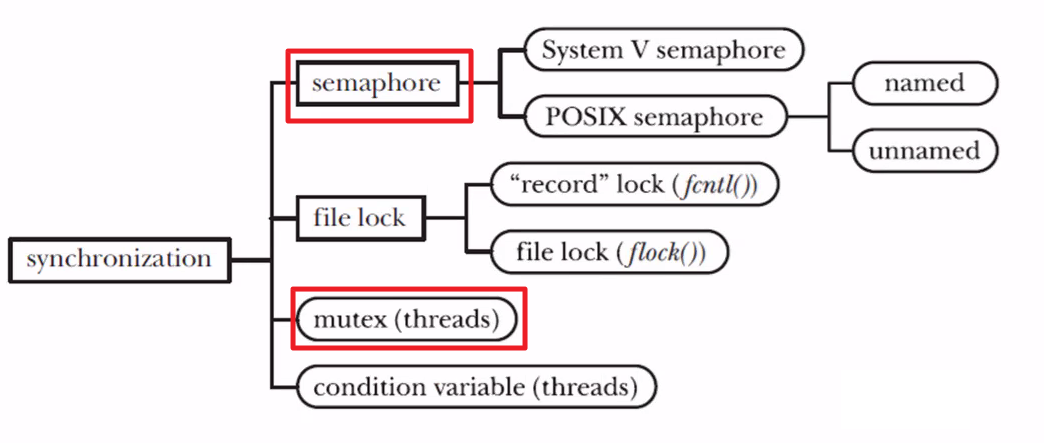 System V semaphore
semaphore
named
POSIX semaphore
unnamed
“record” lock (fcntl())
file lock
file lock (flock())
synchronization
mutex (threads)
condition variable (threads)